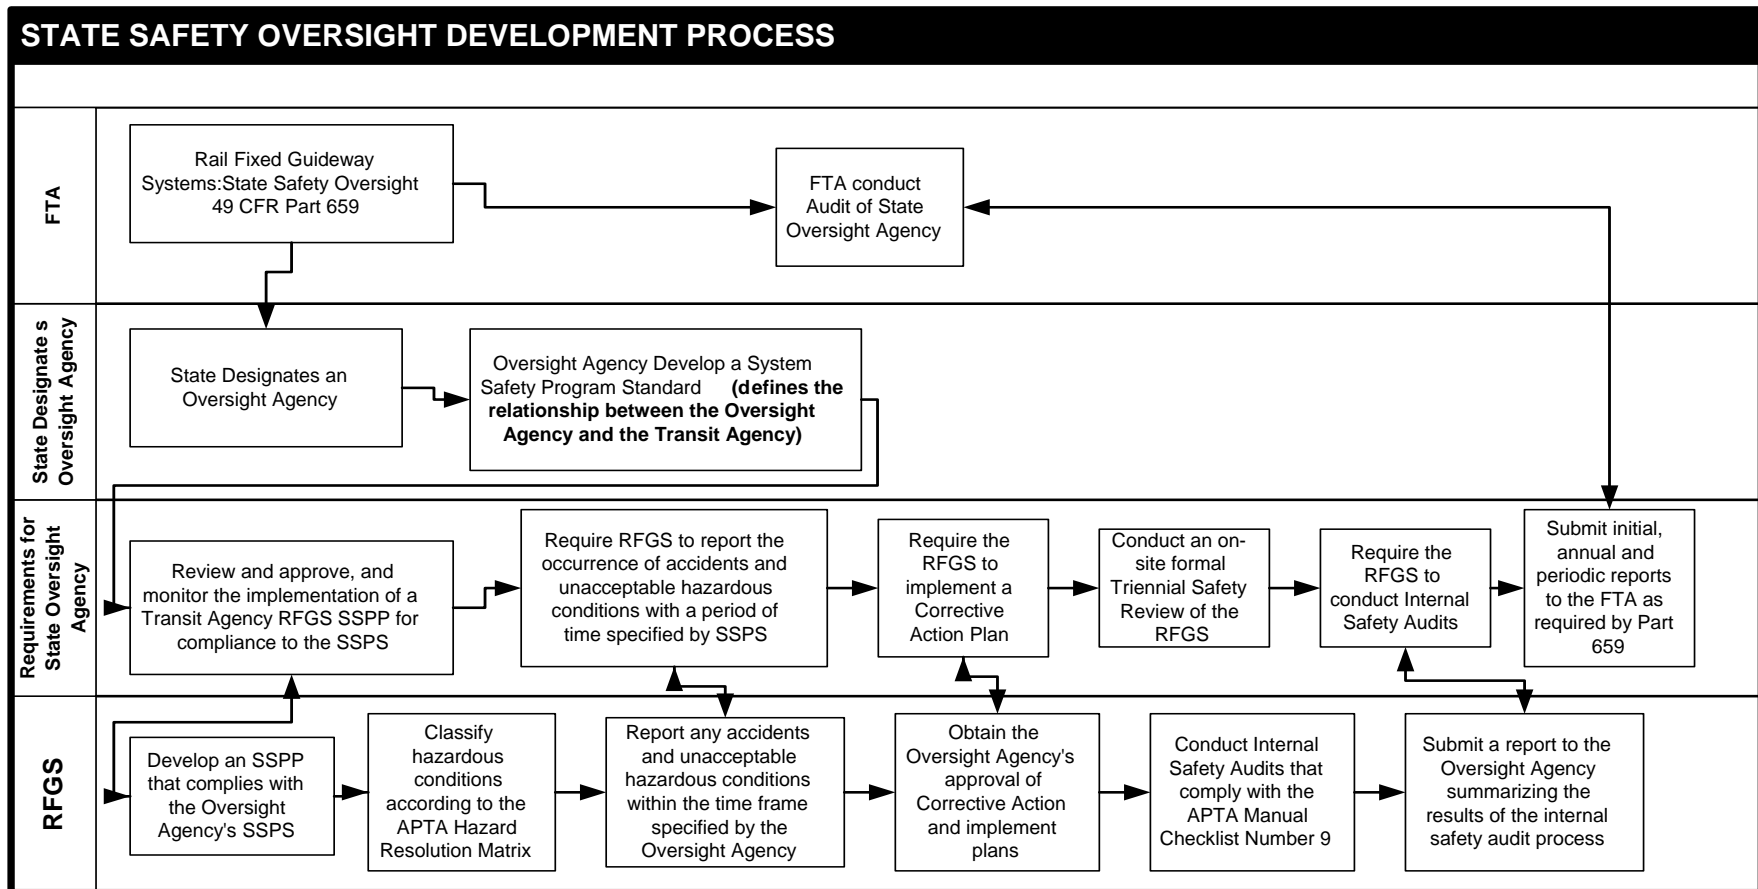 STATE SAFETY OVERSIGHT DEVELOPMENT PROCESS
FTA
Rail Fixed Guideway
Systems:State Safety Oversight
49 CFR Part 659
FTA conduct
Audit of State
Oversight Agency
State Designate s
Oversight Agency
State Designates an
Oversight Agency
Oversight Agency Develop a System
Safety Program Standard (defines the
relationship between the Oversight
Agency and the Transit Agency)
Requirements for
State Oversight
Agency
Review and approve, and
monitor the implementation of a
Transit Agency RFGS SSPP for
compliance to the SSPS
Require RFGS to report the
occurrence of accidents and
unacceptable hazardous
conditions with a period of
time specified by SSPS
Require the
RFGS to
implement a
Corrective
Action Plan
Conduct an on-
site formal
Triennial Safety
Review of the
RFGS
Require the
RFGS to
conduct Internal
Safety Audits
Submit initial,
annual and
periodic reports
to the FTA as
required by Part
659
RFGS
Develop an SSPP
that complies with
the Oversight
Agency's SSPS
Classify
hazardous
conditions
according to the
APTA Hazard
Resolution Matrix
Report any accidents
and unacceptable
hazardous conditions
within the time frame
specified by the
Oversight Agency
Obtain the
Oversight Agency's
approval of
Corrective Action
and implement
plans
Conduct Internal
Safety Audits that
comply with the
APTA Manual
Checklist Number 9
Submit a report to the
Oversight Agency
summarizing the
results of the internal
safety audit process